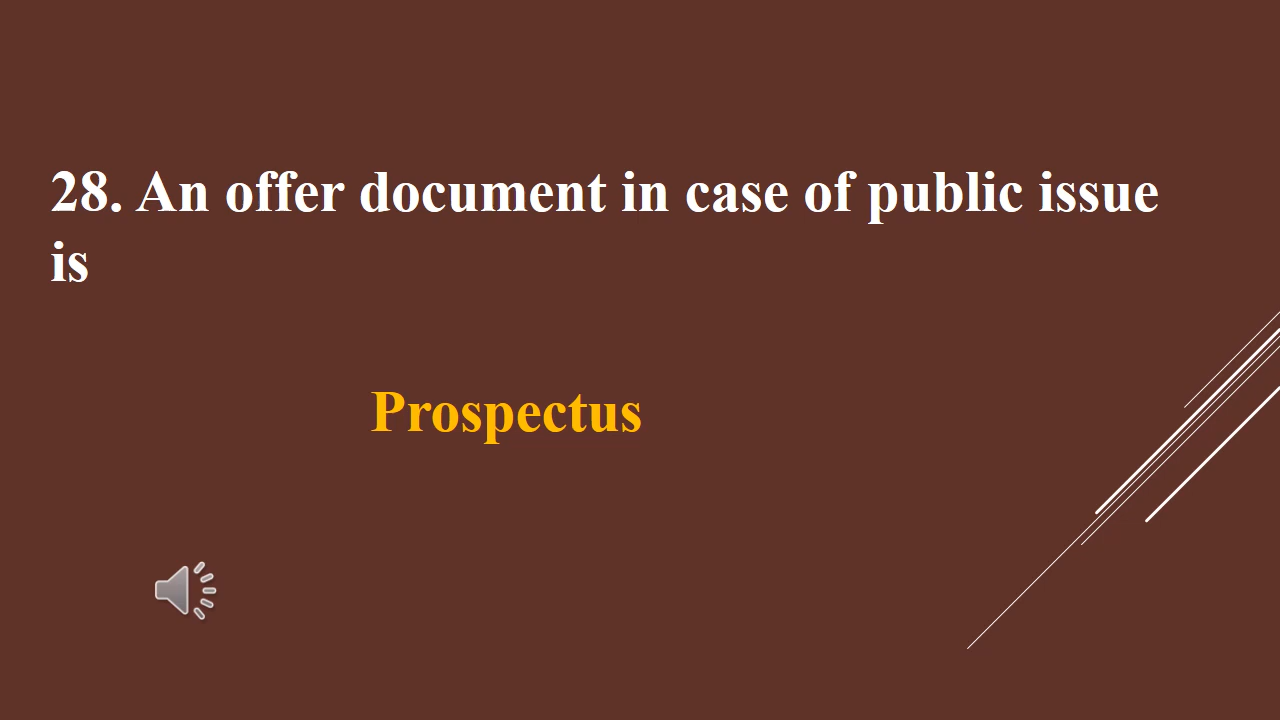 28. An offer document in case of public issue
is
Prospectus